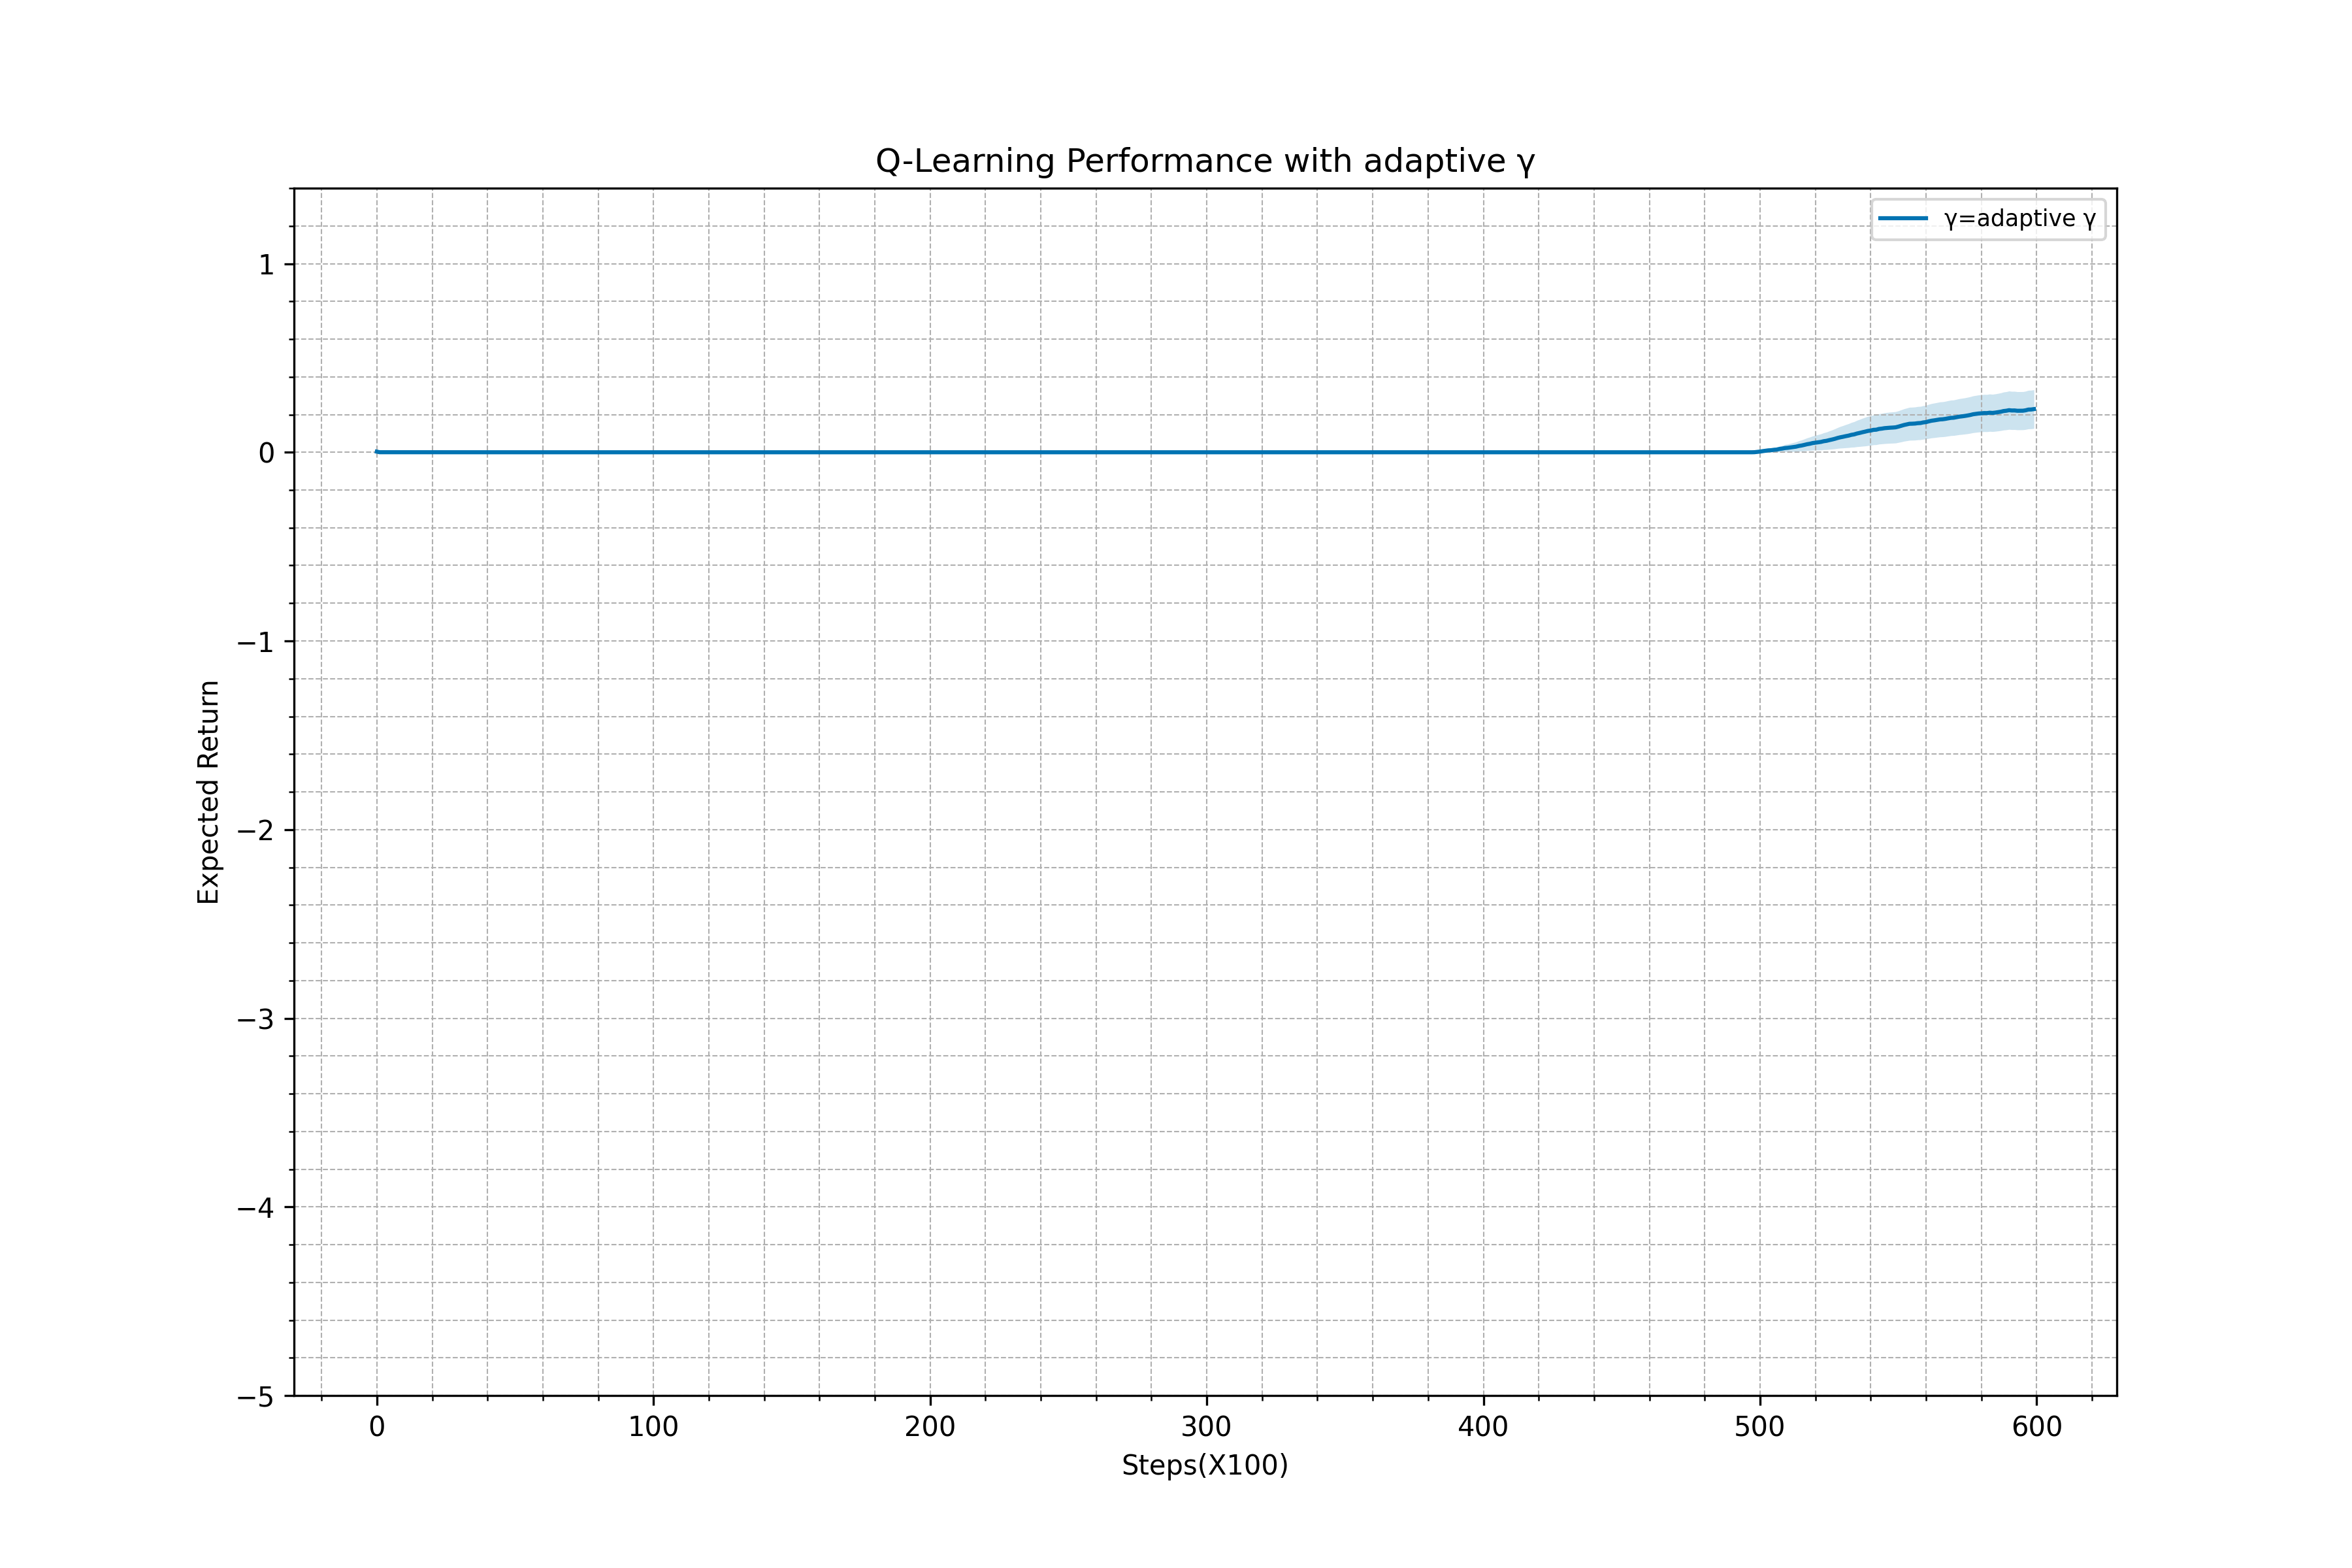 Q-Learning Performance with adaptive γ
γ=adaptive γ
1
0
−1
−2
−3
−4
−5
Expected Return
0 100 200 300 400 500 600
Steps(X100)